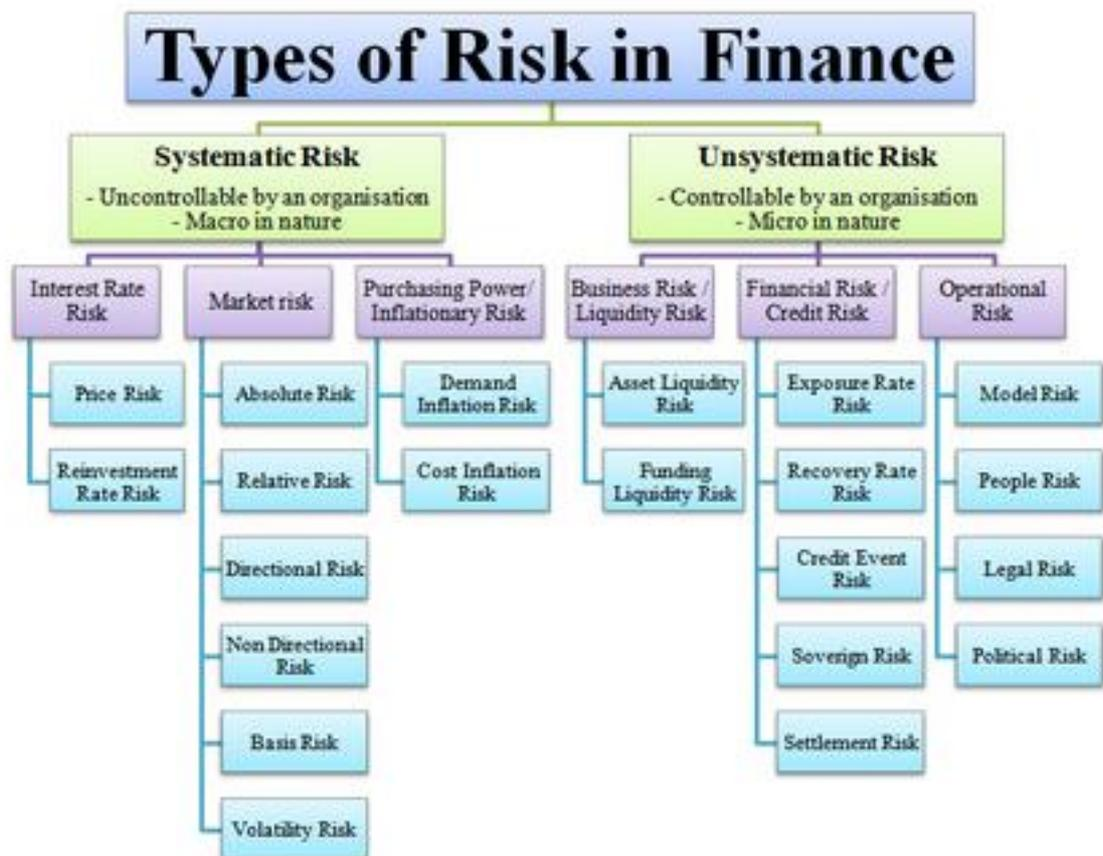 Types of Risk in Finance
Systematic Risk
- Uncontrollable by an organisation
- Macro in nature
Unsystematic Risk
- Controllable by an organisation
- Micro in nature
Interest Rate
Risk
Market risk
Purchasing Power/
Inflationary Risk
Business Risk /
Liquidity Risk
Financial Risk /
Credit Risk
Operational
Risk
Price Risk
Reinvestment
Rate Risk
Absolute Risk
Relative Risk
Directional Risk
Non Directional
Risk
Basis Risk
Volatility Risk
Demand
Inflation Risk
Cost Inflation
Risk
Asset Liquidity
Risk
Funding
Liquidity Risk
Exposure Rate
Risk
Recovery Rate
Risk
Credit Event
Risk
Soverign Risk
Settlement Risk
Model Risk
People Risk
Legal Risk
Political Risk